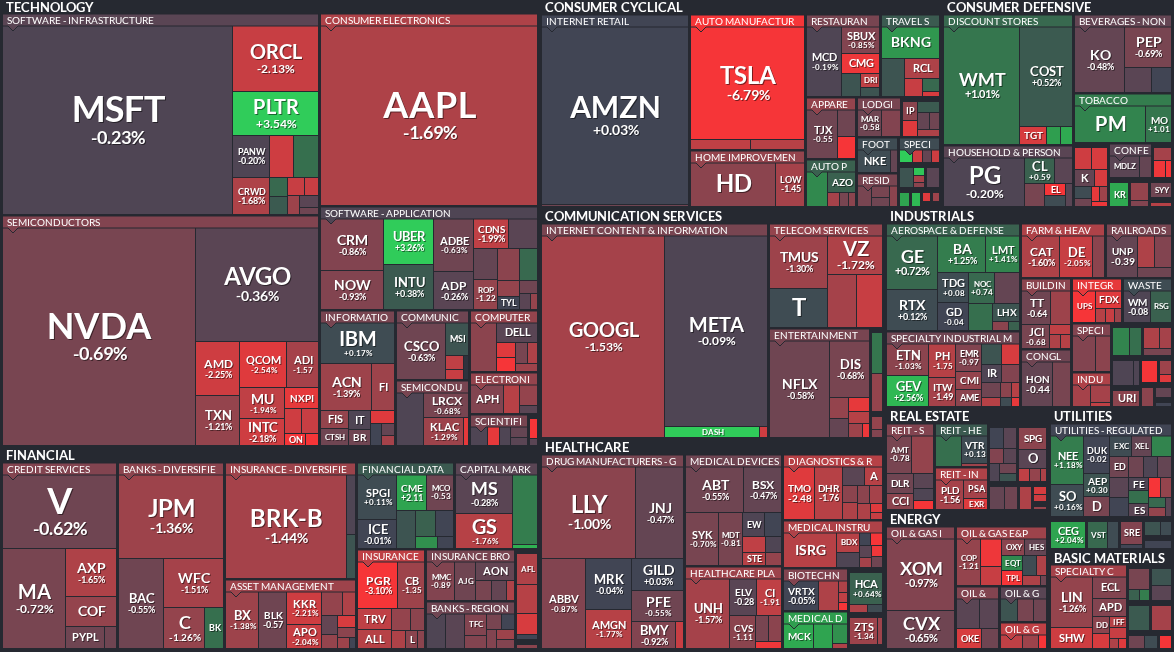 TECHNOLOGY
SOFTWARE - INFRASTRUCTURE
MSFT
-0.23%
ORCL
-2.13%
PLTR
+3.54%
PANW
-0.20%
CRWD
-1.68%
CONSUMER ELECTRONICS
AAPL
-1.69%
SEMICONDUCTORS
NVDA
-0.69%
AVGO
-0.36%
AMD
-2.25%
QCOM
-2.54%
ADI
-1.57
TXN
-1.21%
MU
-1.94%
NXPI
INTC
-2.18%
ON
SOFTWARE - APPLICATION
CRM
-0.86%
UBER
+3.26%
ADBE
-0.63%
CDNS
-1.99%
NOW
-0.93%
INTU
+0.38%
ADP
-0.26%
ROP
-1.22
TYL
INFORMATIO
IBM
+0.17%
ACN
-1.39%
FI
FIS
IT
CTSH
BR
COMMUNIC
CSCO
-0.63%
MSI
COMPUTER
DELL
SEMICONDU
LRCX
-0.68%
KLAC
-1.29%
ELECTRONI
APH
SCIENTIFI
CONSUMER CYCLICAL
INTERNET RETAIL
AMZN
+0.03%
AUTO MANUFACTUR
TSLA
-6.79%
HOME IMPROVEMEN
HD
LOW
-1.45
RESTAURAN
MCD
-0.19%
SBUX
-0.85%
CMG
DRI
TRAVEL S
BKNG
RCL
APPARE
TJX
-0.55
LODGI
MAR
-0.58
IP
FOOT
NKE
SPECI
AUTO P
AZO
RESID
CONSUMER DEFENSIVE
DISCOUNT STORES
WMT
+1.01%
COST
+0.52%
TGT
BEVERAGES - NON
KO
-0.48%
PEP
-0.69%
TOBACCO
PM
MO
+1.01
HOUSEHOLD & PERSON
PG
-0.20%
CL
+0.59
EL
K
CONFE
MDLZ
KR
SYY
COMMUNICATION SERVICES
INTERNET CONTENT & INFORMATION
GOOGL
-1.53%
META
-0.09%
DASH
TELECOM SERVICES
TMUS
-1.30%
VZ
-1.72%
T
ENTERTAINMENT
NFLX
-0.58%
DIS
-0.68%
INDUSTRIALS
AEROSPACE & DEFENSE
GE
+0.72%
BA
+1.25%
LMT
+1.41%
RTX
+0.12%
TDG
+0.08
NOC
+0.74
GD
-0.04
LHX
FARM & HEAV
CAT
-1.60%
DE
-2.05%
RAILROADS
UNP
-0.39
BUILDIN
TT
-0.64
JCI
-0.68
INTEGR
UPS
FDX
WASTE
WM
-0.08
RSG
SPECIALTY INDUSTRIAL M
ETN
-1.03%
PH
-1.75
EMR
-0.97
IR
GEV
+2.56%
ITW
-1.49
CMI
AME
CONGL
HON
-0.44
SPECI
INDU
URI
FINANCIAL
CREDIT SERVICES
V
-0.62%
MA
-0.72%
AXP
-1.65%
COF
PYPL
BANKS - DIVERSIFIE
JPM
-1.36%
BAC
-0.55%
WFC
-1.51%
C
-1.26%
BK
INSURANCE - DIVERSIFIE
BRK-B
-1.44%
ASSET MANAGEMENT
BX
-1.38%
BLK
-0.57
KKR
-2.21%
APO
-2.04%
FINANCIAL DATA
SPGI
+0.11%
CME
+2.11
MCO
-0.53
ICE
-0.01%
CAPITAL MARK
MS
-0.28%
GS
-1.76%
INSURANCE
PGR
-3.10%
CB
-1.35
TRV
ALL
L
INSURANCE BRO
MMC
-0.89
AJG
AON
AFL
BANKS - REGION
TFC
HEALTHCARE
DRUG MANUFACTURERS - G
LLY
-1.00%
JNJ
-0.47%
ABBV
-0.87%
MRK
-0.04%
GILD
+0.03%
PFE
-0.55%
AMGN
-1.77%
BMY
-0.92%
MEDICAL DEVICES
ABT
-0.55%
BSX
-0.47%
SYK
-0.70%
MDT
-0.81
EW
STE
HEALTHCARE PLA
UNH
-1.57%
ELV
-0.28
CI
-1.91
CVS
-1.11
DIAGNOSTICS & R
TMO
-2.48
DHR
-1.76
A
MEDICAL INSTRU
ISRG
BDX
BIOTECHN
VRTX
-0.05%
HCA
+0.64%
MEDICAL D
MCK
ZTS
-1.34
REAL ESTATE
REIT - S
AMT
-0.78
DLR
CCI
REIT - HE
VTR
+0.13
REIT - IN
PLD
-1.56
PSA
EXR
SPG
O
UTILITIES
UTILITIES - REGULATED
NEE
+1.18%
DUK
-0.02
EXC
XEL
ED
SO
+0.16%
AEP
+0.30
FE
D
ES
CEG
+2.04%
VST
SRE
ENERGY
OIL & GAS I
XOM
-0.97%
CVX
-0.65%
OIL & GAS E&P
COP
-1.21
OXY
HES
EQT
TPL
OIL &
OIL & G
OKE
OIL & G
BASIC MATERIALS
SPECIALTY C
LIN
-1.26%
ECL
APD
DD
IFF
SHW